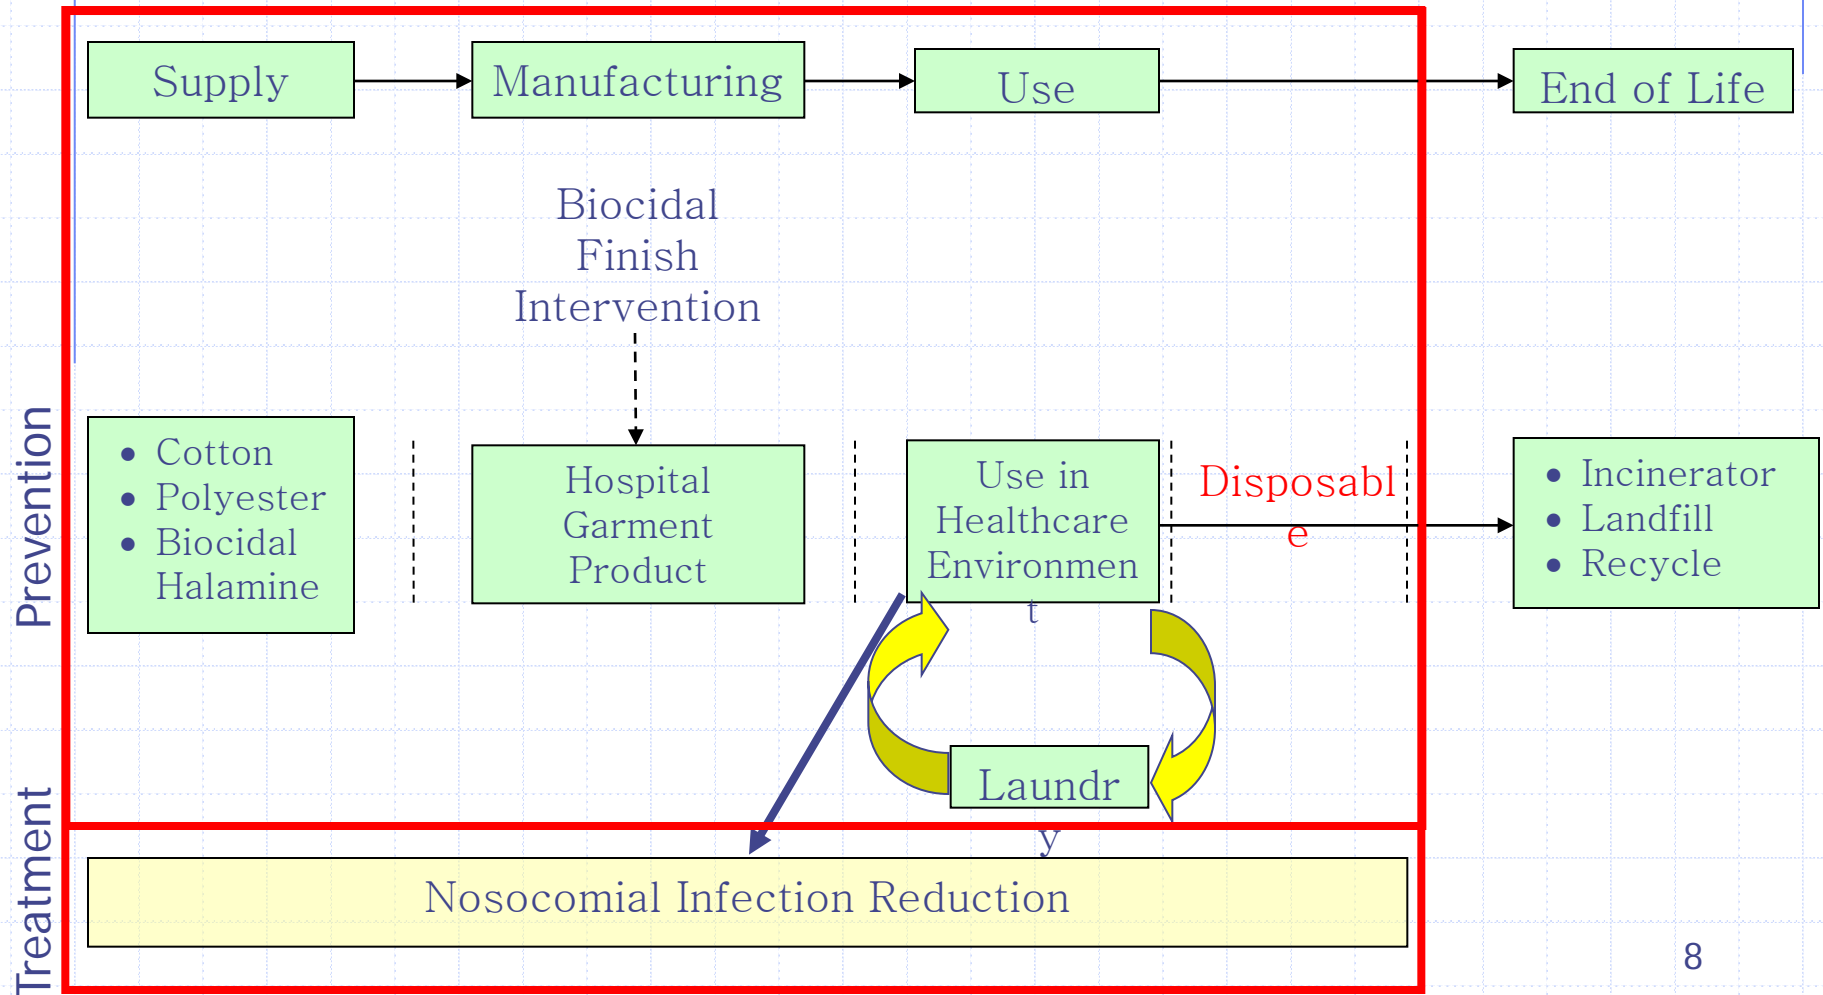 Supply
Manufacturing
Use
End of Life
Biocidal
Finish
Intervention
Prevention
• Cotton
• Polyester
• Biocidal
Halamine
Hospital
Garment
Product
Use in
Healthcare
Environmen
t
Disposabl
e
• Incinerator
• Landfill
• Recycle
Laundr
y
Treatment
Nosocomial Infection Reduction
8